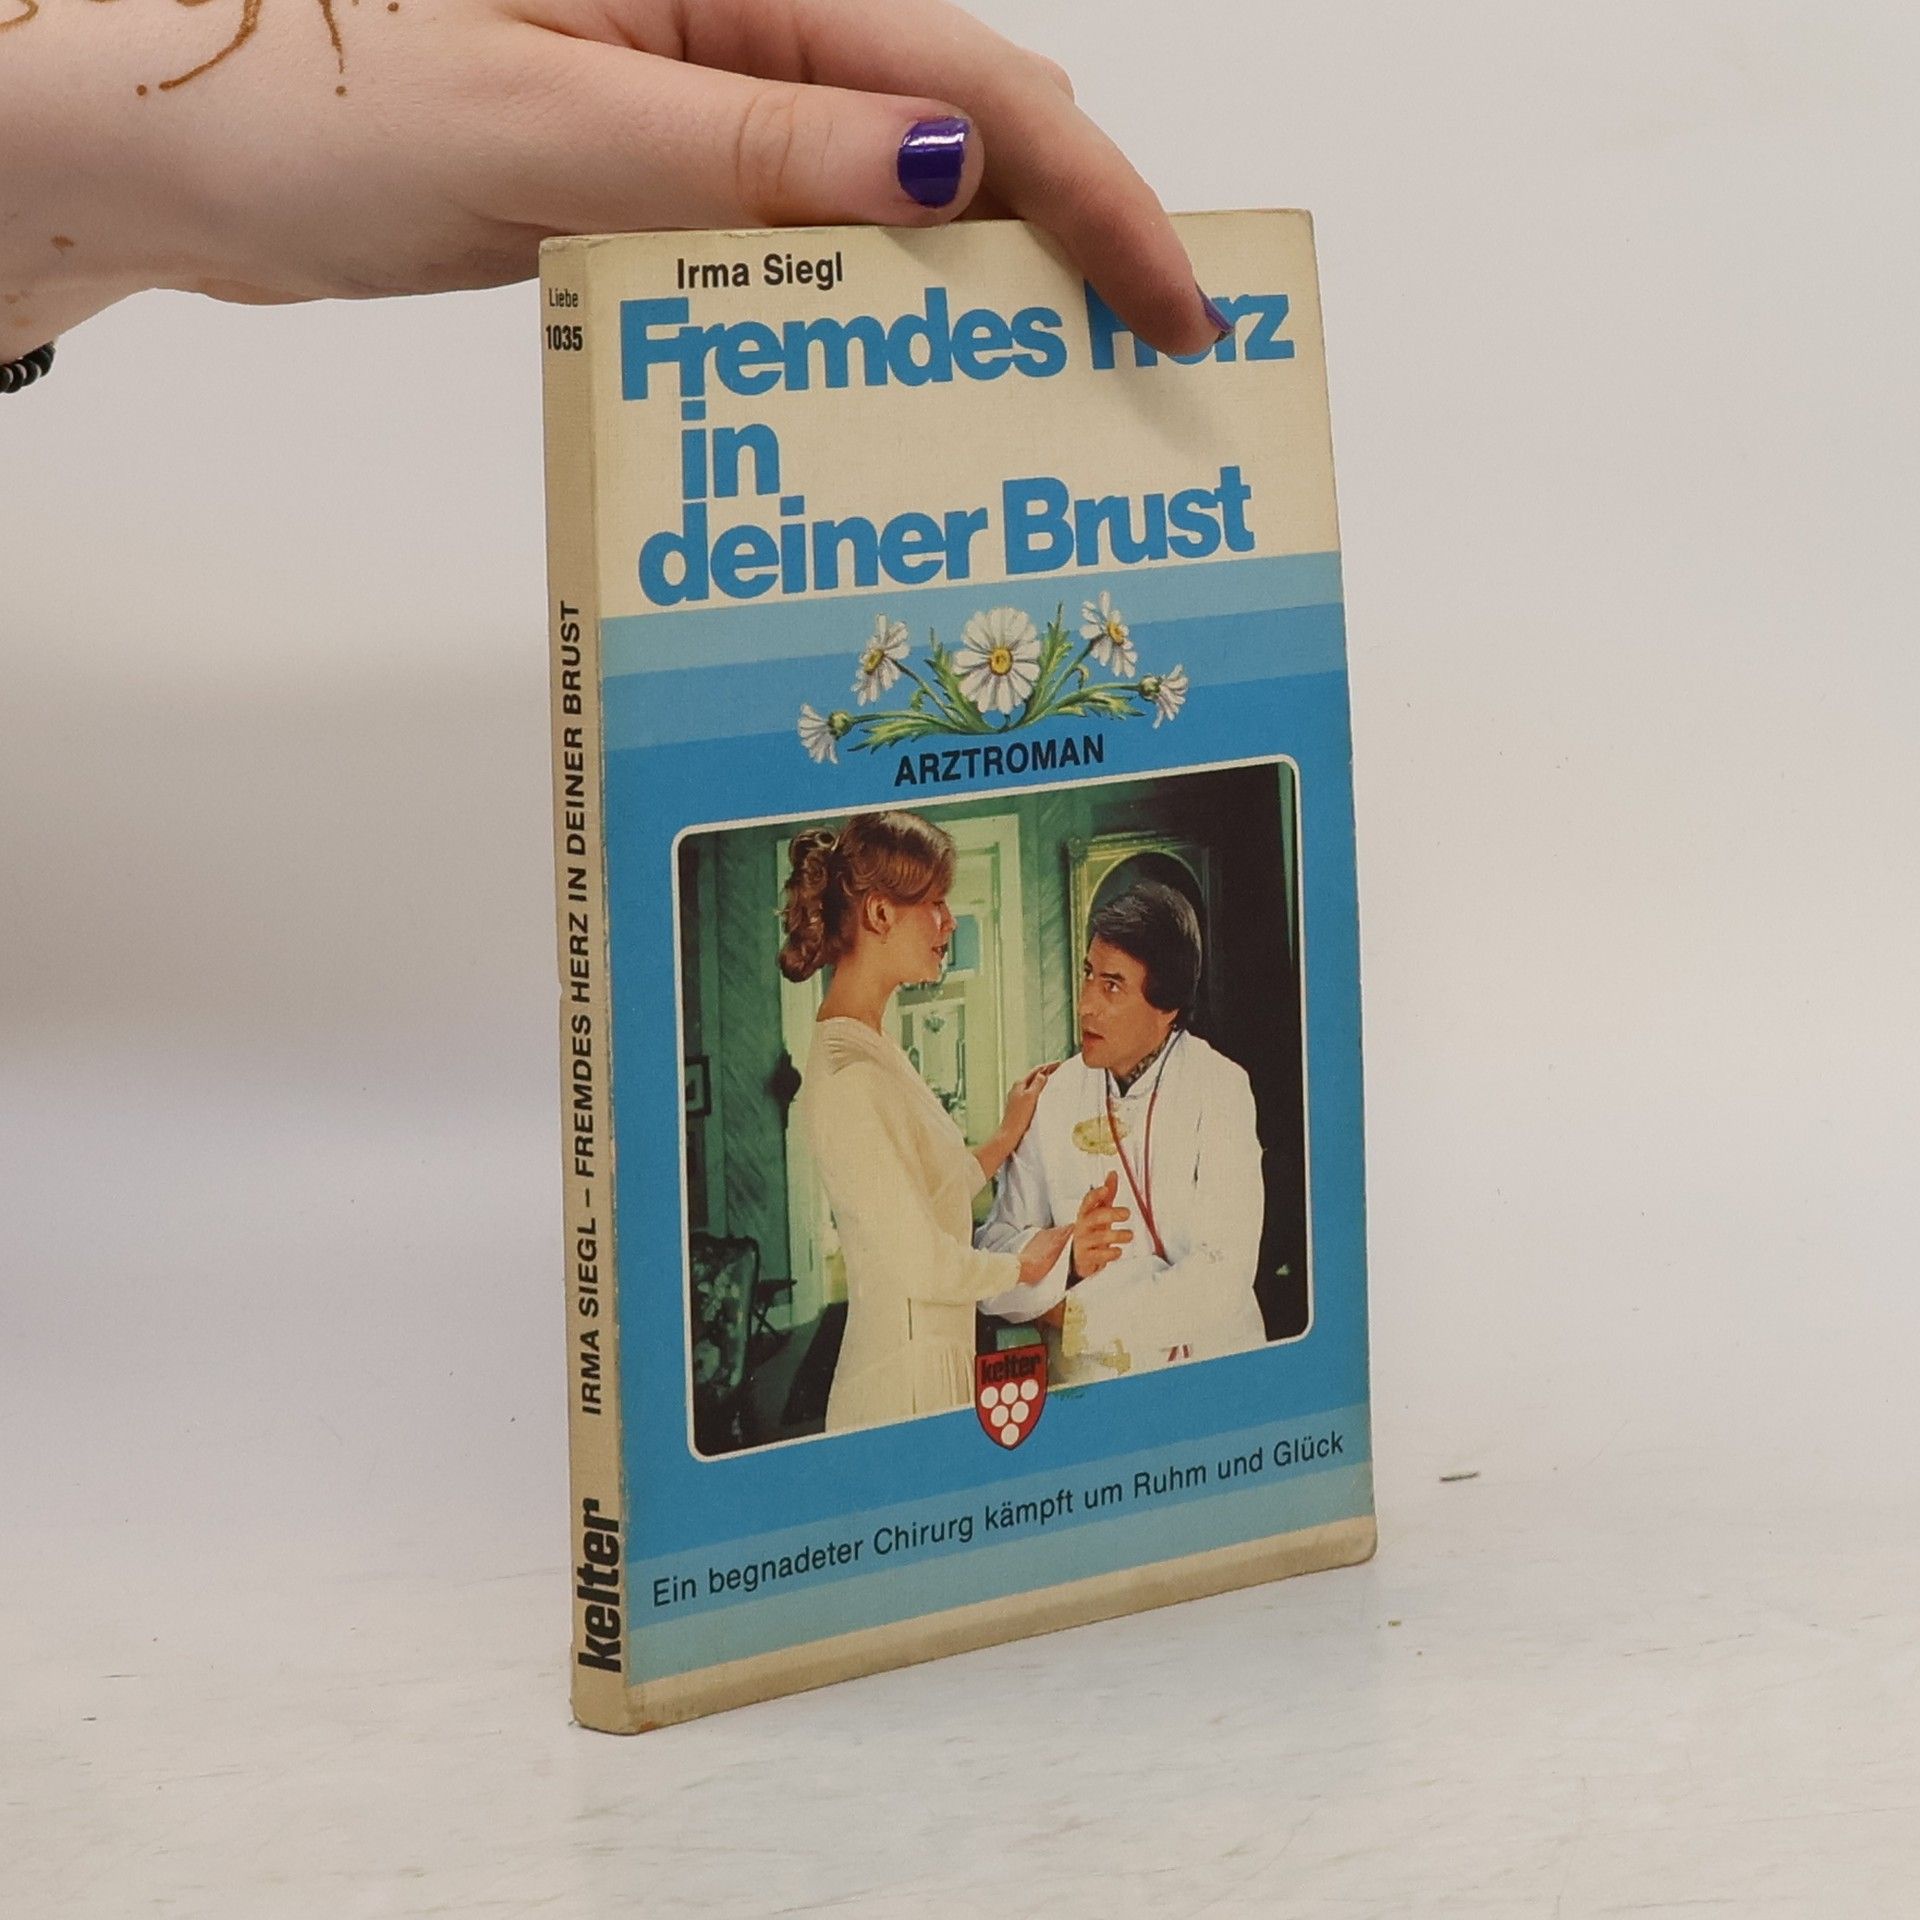 Irma Siegl
Fremdes Herz
in
deiner Brust
ARZTROMAN
kelter
Ein begnadeter Chirurg kämpft um Ruhm und Glück
Liebe
1035
IRMA SIEGL – FREMDES HERZ IN DEINER BRUST
kelter